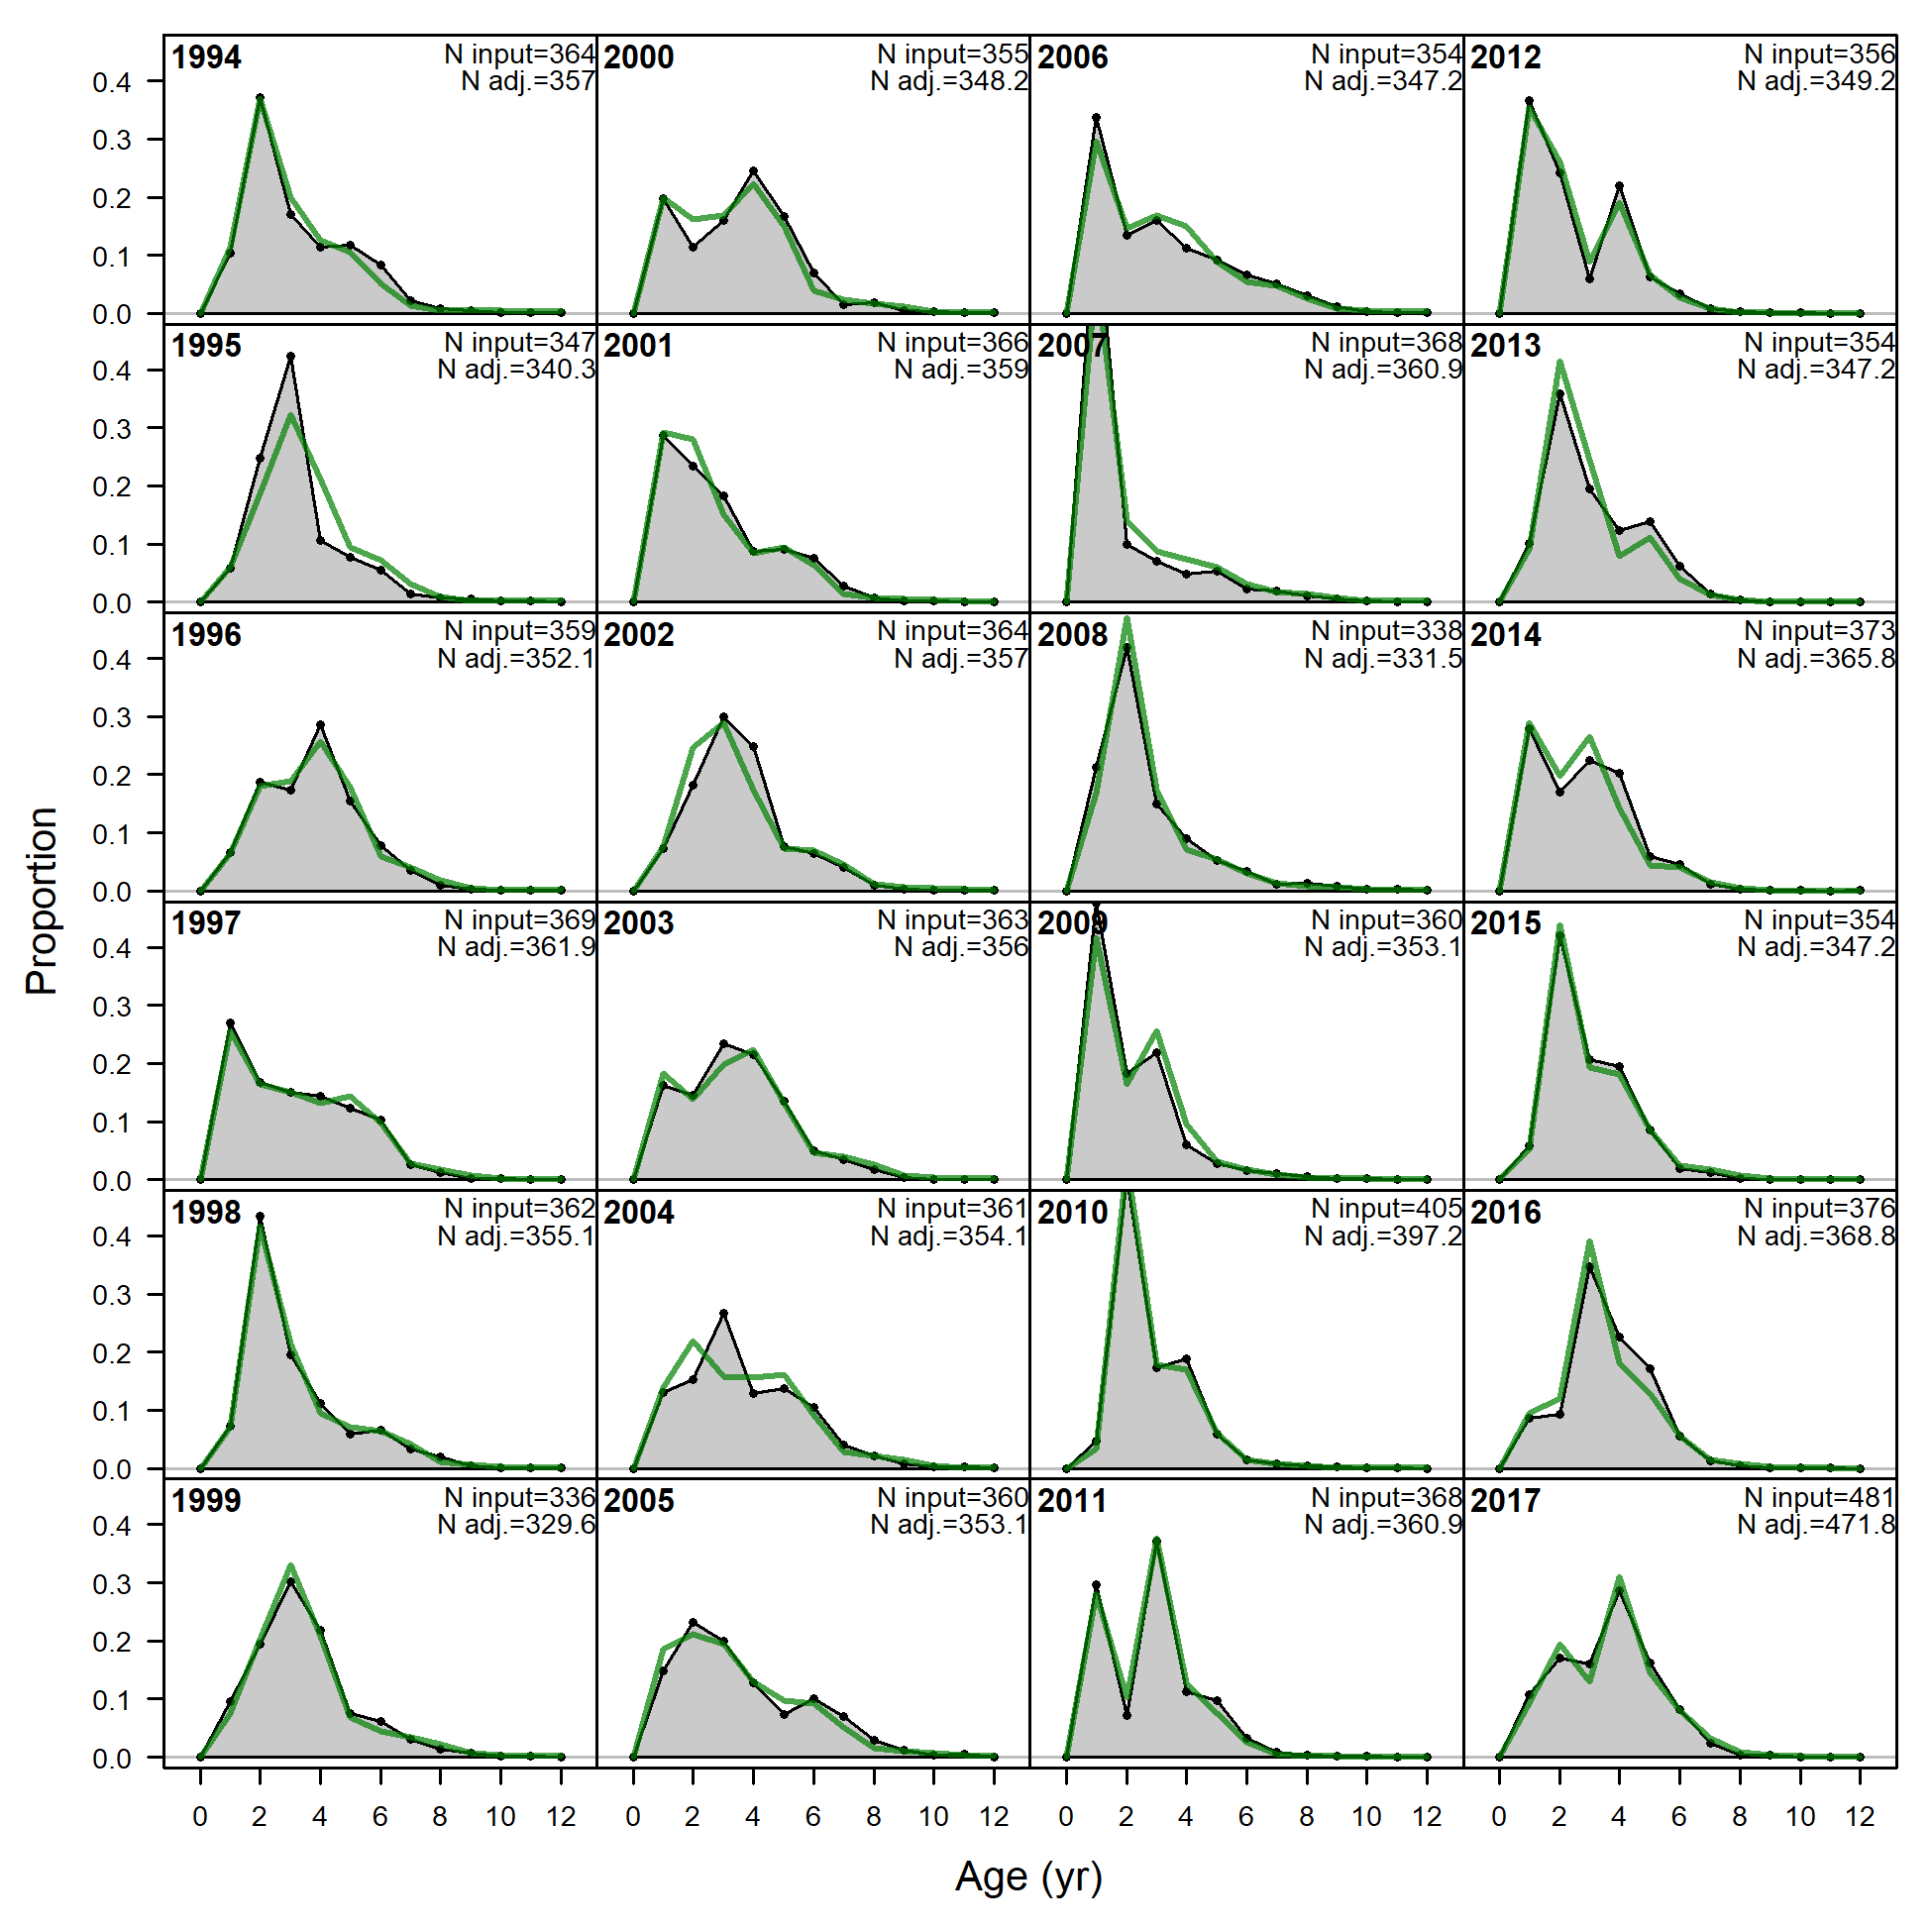 1994 N input=364 2000 N input=355 2006 N input=354 2012 N input=356
N adj.=357 N adj.=348.2 N adj.=347.2 N adj.=349.2
0.4
0.3
0.2
0.1
0.0
1995 N input=347 2001 N input=366 2007 N input=368 2013 N input=354
N adj.=340.3 N adj.=359 N adj.=360.9 N adj.=347.2
0.4
0.3
0.2
0.1
0.0
1996 N input=359 2002 N input=364 2008 N input=338 2014 N input=373
N adj.=352.1 N adj.=357 N adj.=331.5 N adj.=365.8
0.4
0.3
0.2
0.1
0.0
Proportion
1997 N input=369 2003 N input=363 2009 N input=360 2015 N input=354
N adj.=361.9 N adj.=356 N adj.=353.1 N adj.=347.2
0.4
0.3
0.2
0.1
0.0
1998 N input=362 2004 N input=361 2010 N input=405 2016 N input=376
N adj.=355.1 N adj.=354.1 N adj.=397.2 N adj.=368.8
0.4
0.3
0.2
0.1
0.0
1999 N input=336 2005 N input=360 2011 N input=368 2017 N input=481
N adj.=329.6 N adj.=353.1 N adj.=360.9 N adj.=471.8
0.4
0.3
0.2
0.1
0.0
0 2 4 6 8 10 12 0 2 4 6 8 10 12 0 2 4 6 8 10 12 0 2 4 6 8 10 12
Age (yr)